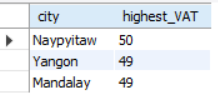 city highest_VAT
Naypyitaw 50
Yangon 49
Mandalay 49